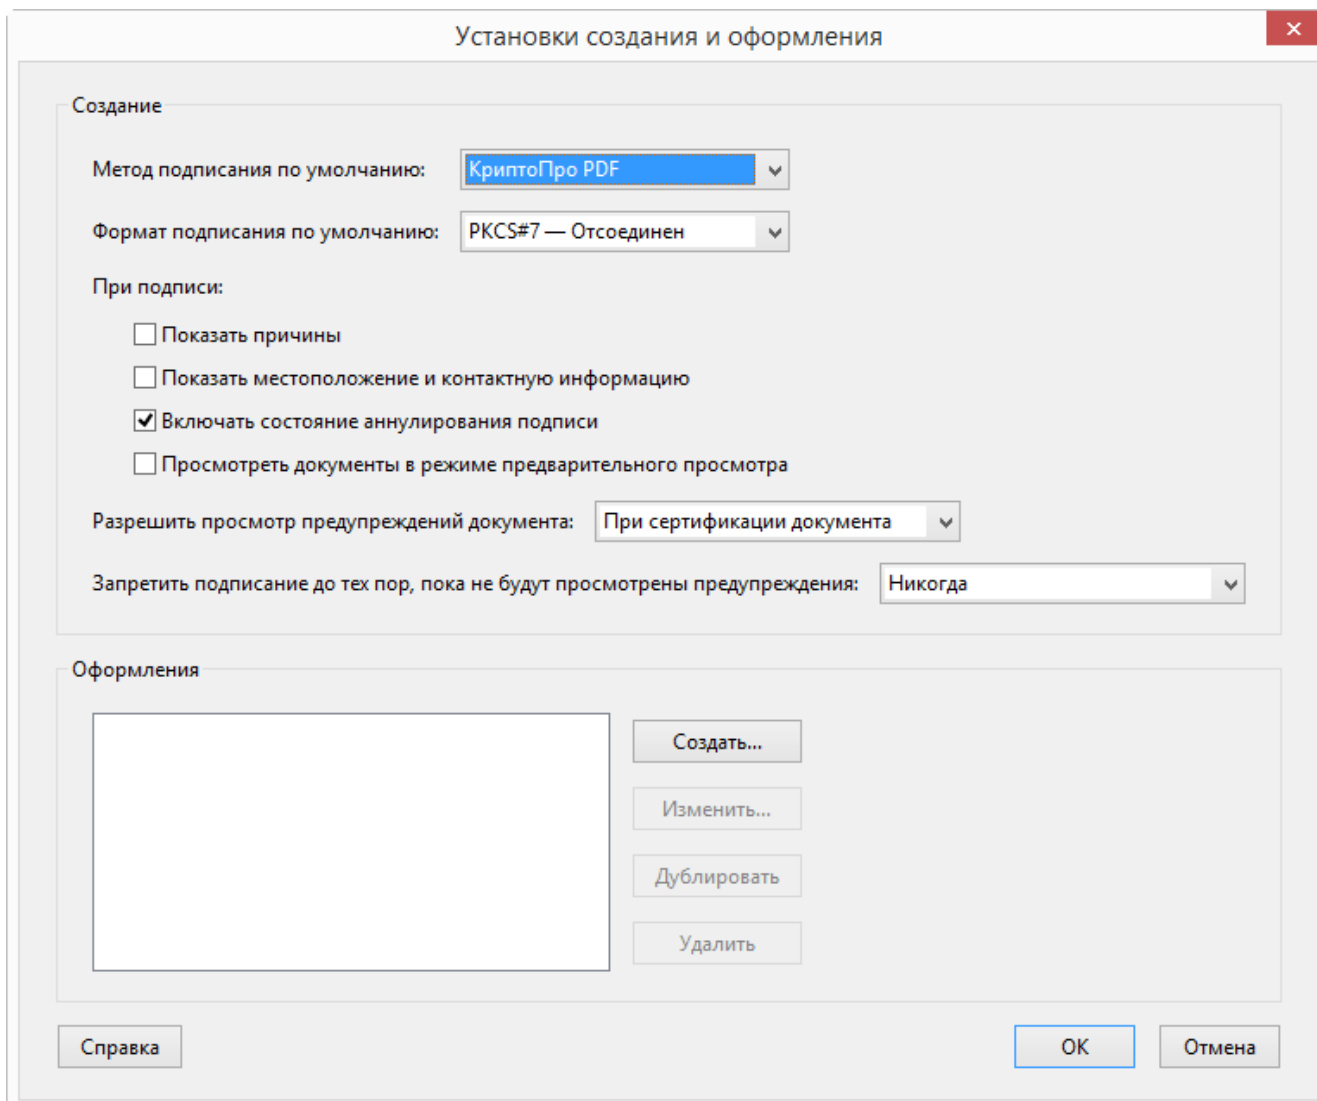 Установки создания и оформления
Создание
Метод подписания по умолчанию: КриптоПро PDF
Формат подписания по умолчанию: PKCS#7 — Отсоединен
При подписи:
Показать причины
Показать местоположение и контактную информацию
Включать состояние аннулирования подписи
Просмотреть документы в режиме предварительного просмотра
Разрешить просмотр предупреждений документа: При сертификации документа
Запретить подписание до тех пор, пока не будут просмотрены предупреждения: Никогда
Оформления
Создать...
Изменить...
Дублировать
Удалить
Справка OK Отмена